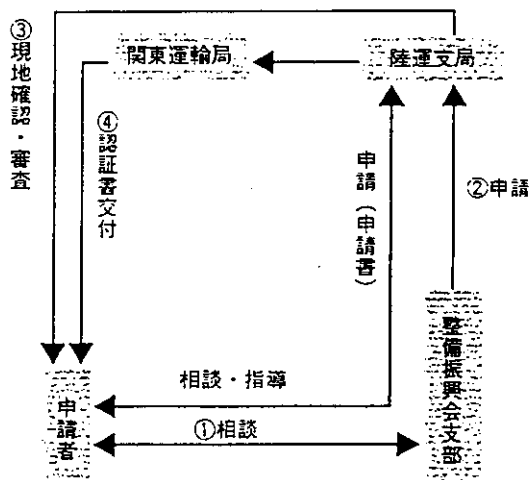 ③現地確認・審査
関東運輸局
陸運支局
④認証書交付
申請（申請書）
②申請
整備振興会支部
相談・指導
①相談
申請者